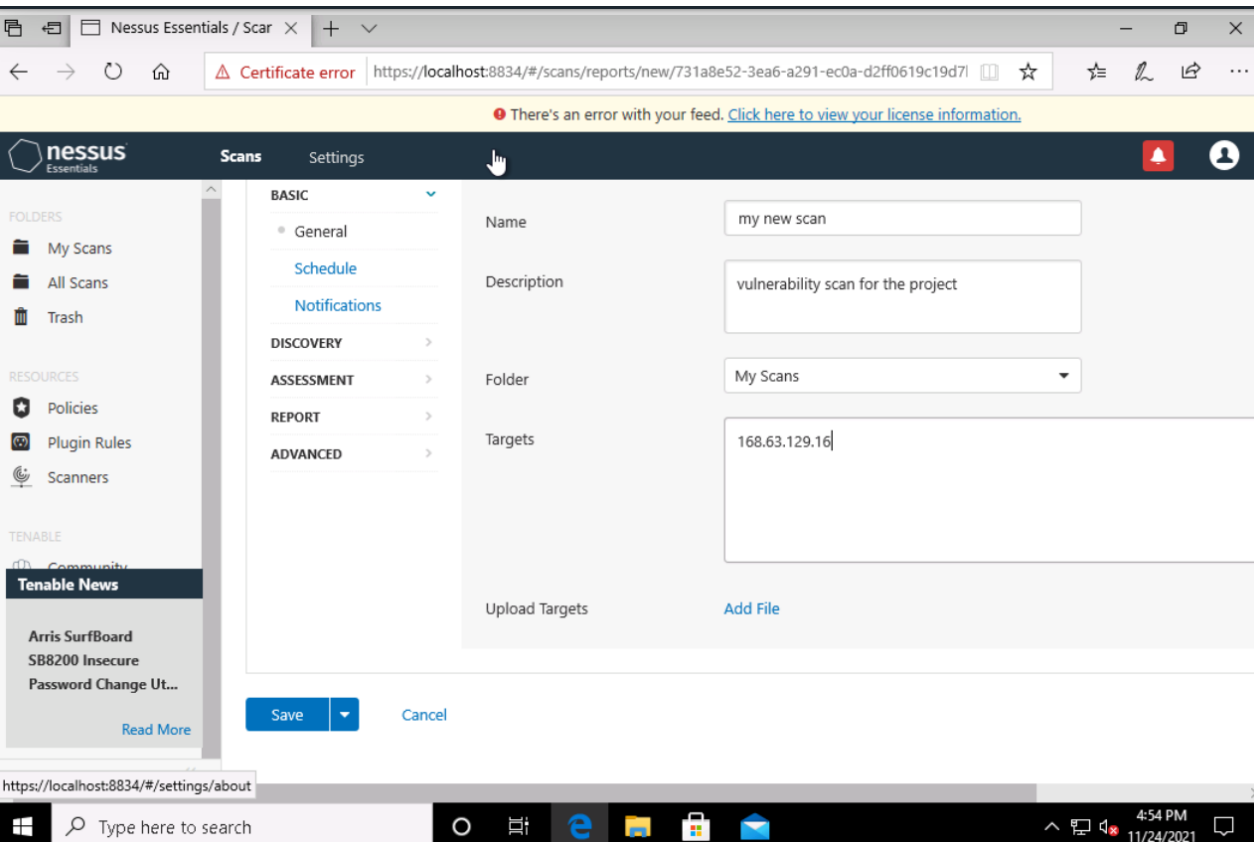 Nessus Essentials / Scar
Certificate error https://localhost:8834/#/scans/reports/new/731a8e52-3ea6-a291-ec0a-d2ff0619c19d7
There's an error with your feed. Click here to view your license information.
nessus
Essentials
Scans Settings
FOLDERS
My Scans
All Scans
Trash
RESOURCES
Policies
Plugin Rules
Scanners
TENABLE
Community
Tenable News
Arris SurfBoard
SB8200 Insecure
Password Change Ut...
Read More
BASIC
General
Schedule
Notifications
DISCOVERY
ASSESSMENT
REPORT
ADVANCED
Name my new scan
Description vulnerability scan for the project
Folder My Scans
Targets 168.63.129.16
Upload Targets Add File
Save Cancel
https://localhost:8834/#/settings/about
Type here to search
4:54 PM
11/24/2021